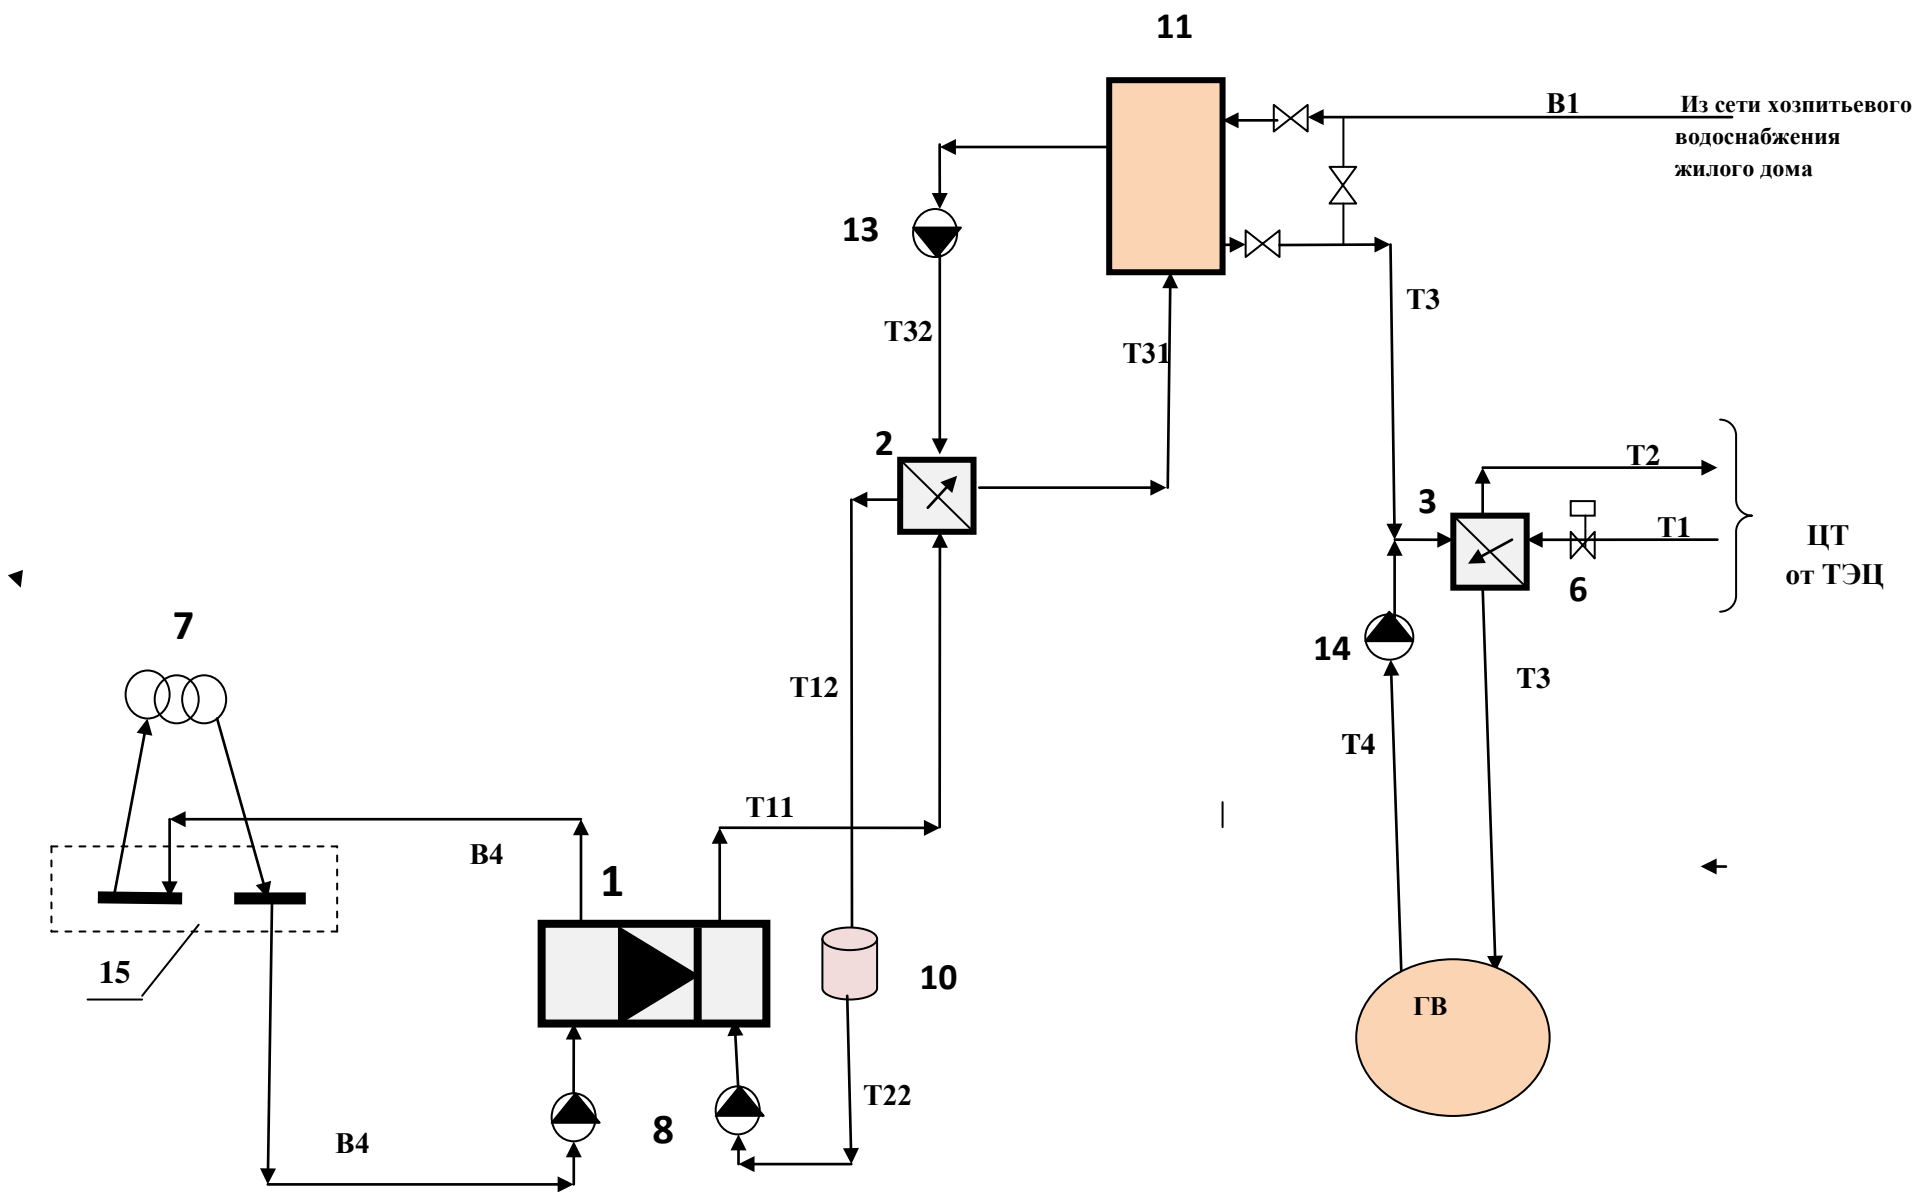 11
В1
Из сети хозпитьевого
водоснабжения
жилого дома
13
Т3
Т32
Т31
2
Т2
3
Т1
ЦТ
от ТЭЦ
6
7
14
Т12
Т3
Т4
Т11
В4
1
15
10
ГВ
Т22
8
В4